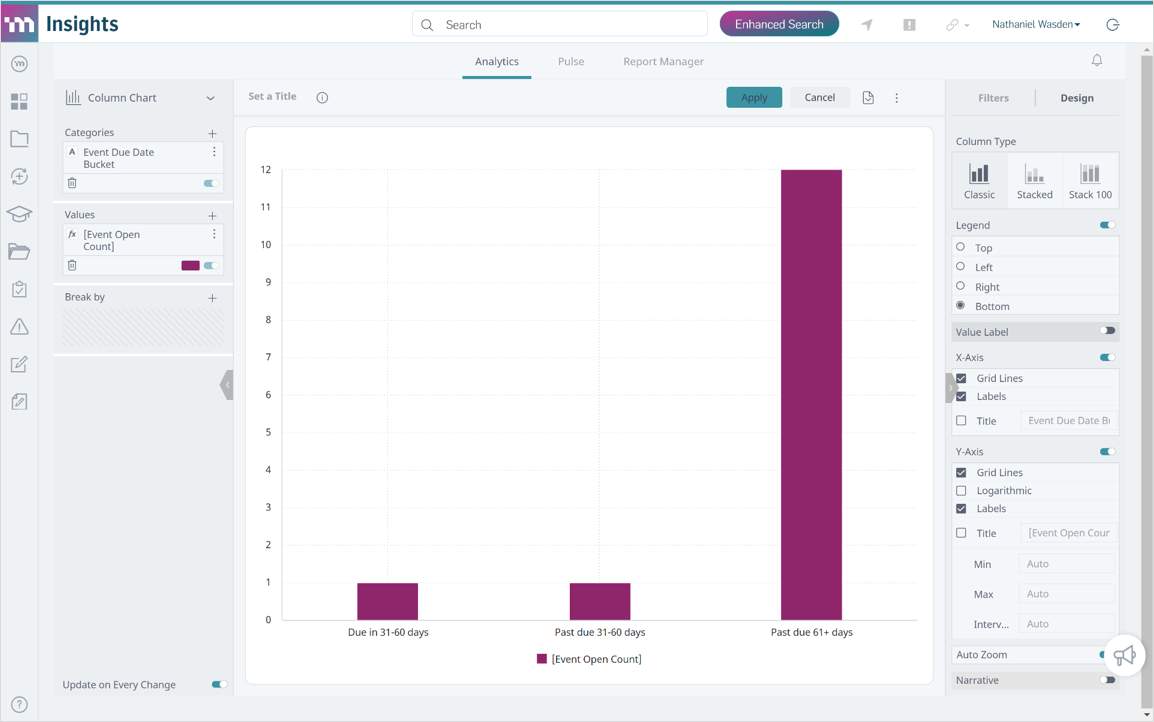 Insights
Search
Enhanced Search
Nathaniel Wasden
Analytics
Pulse
Report Manager
Column Chart
Set a Title
Apply
Cancel
Filters
Design
Categories
A Event Due Date
Bucket
Values
fx [Event Open
Count]
Break by
Update on Every Change
12
11
10
9
8
7
6
5
4
3
2
1
0
Due in 31-60 days
Past due 31-60 days
Past due 61+ days
[Event Open Count]
Column Type
Classic
Stacked
Stack 100
Legend
Top
Left
Right
Bottom
Value Label
X-Axis
Grid Lines
Labels
Title Event Due Date Bu
Y-Axis
Grid Lines
Logarithmic
Labels
Title [Event Open Cour
Min Auto
Max Auto
Interv... Auto
Auto Zoom
Narrative